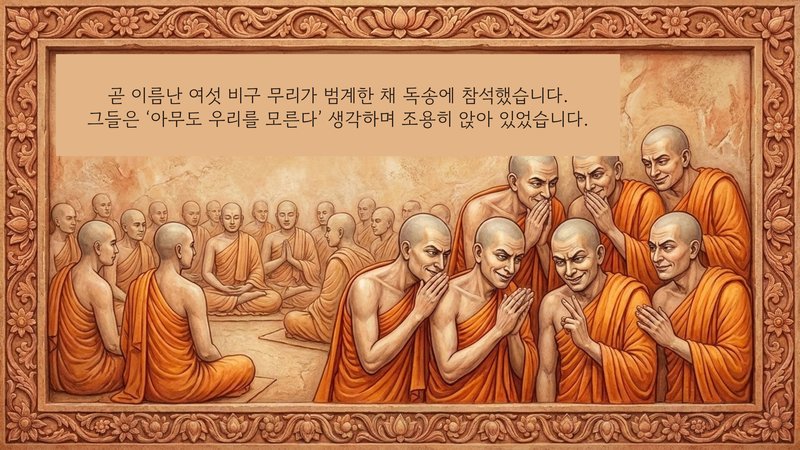 곧 이름난 여섯 비구 무리가 범계한 채 독송에 참석했습니다.
그들은 ‘아무도 우리를 모른다’ 생각하며 조용히 앉아 있었습니다.